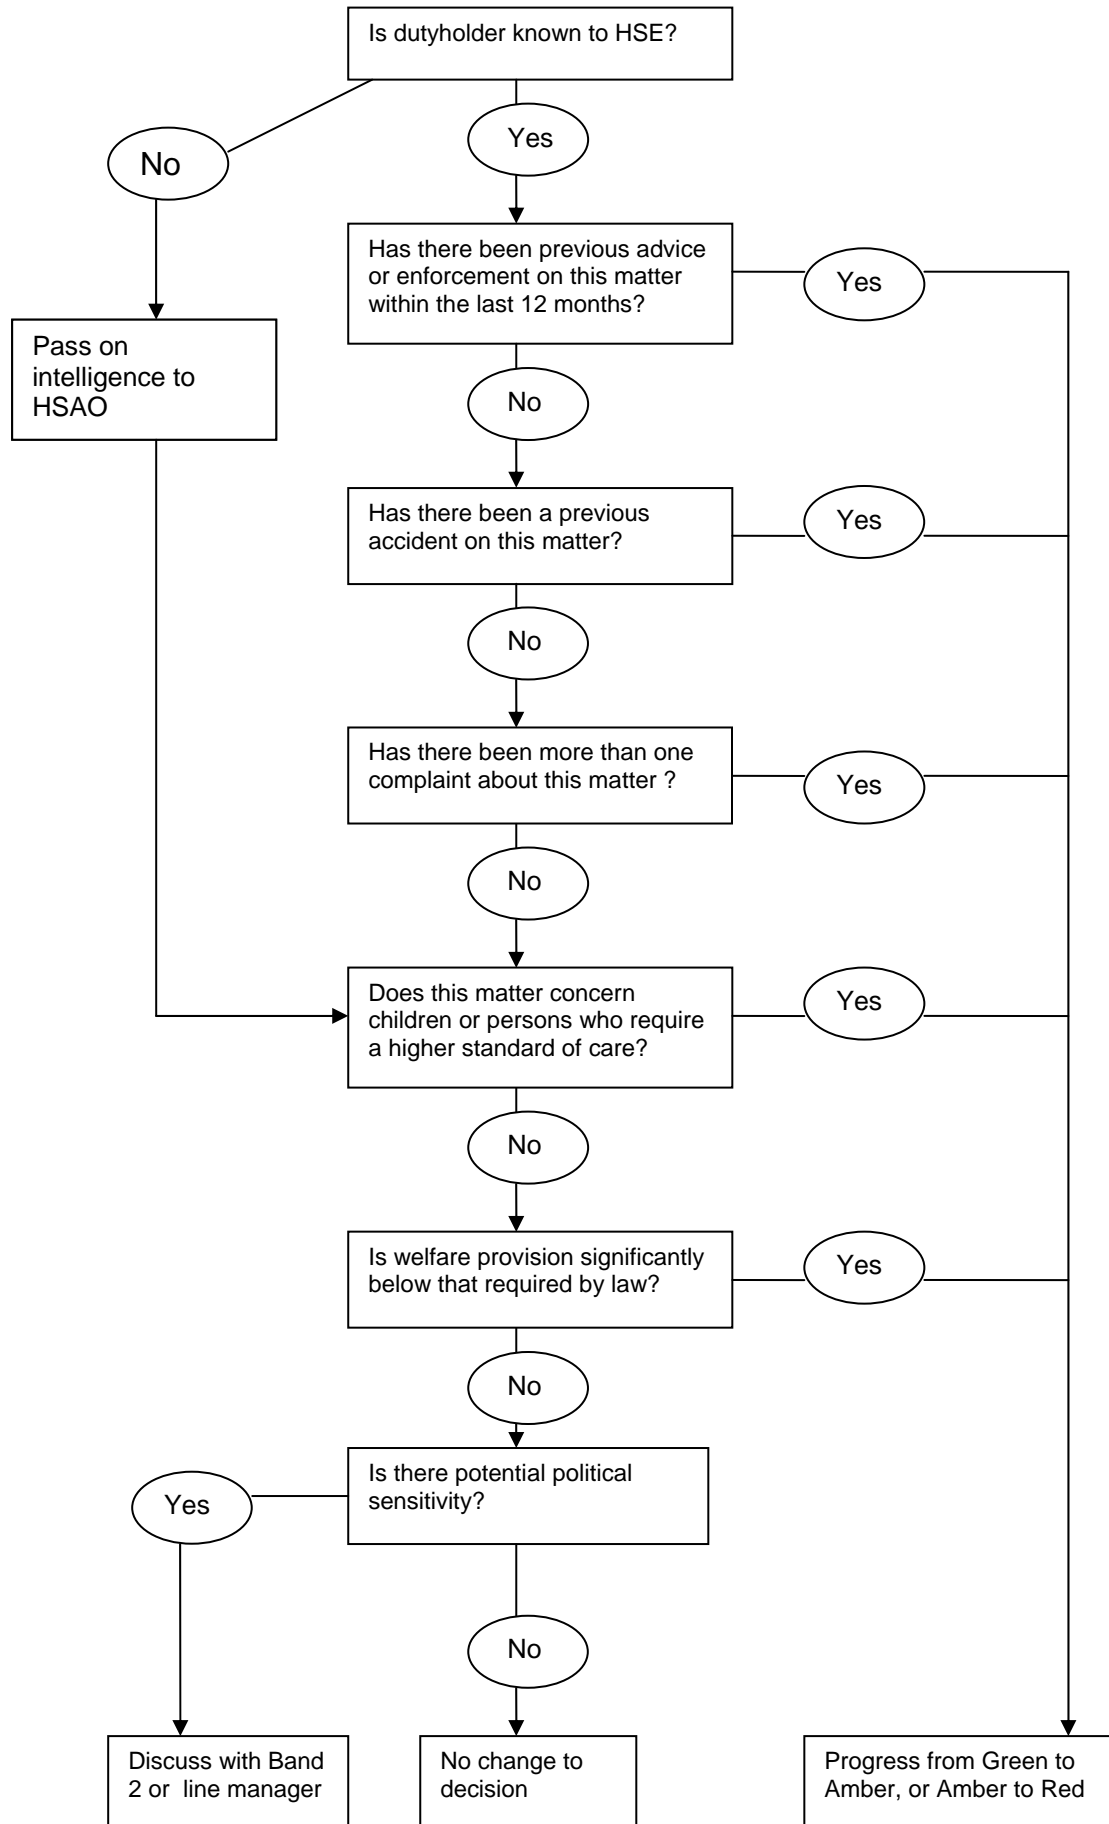 Is dutyholder known to HSE?
Yes
No
Has there been previous advice
or enforcement on this matter
within the last 12 months?
Yes
Pass on
intelligence to
HSAO
No
Has there been a previous
accident on this matter?
Yes
No
Has there been more than one
complaint about this matter ?
Yes
No
Does this matter concern
children or persons who require
a higher standard of care?
Yes
No
Is welfare provision significantly
below that required by law?
Yes
No
Is there potential political
sensitivity?
Yes
No
Discuss with Band
2 or line manager
No change to
decision
Progress from Green to
Amber, or Amber to Red